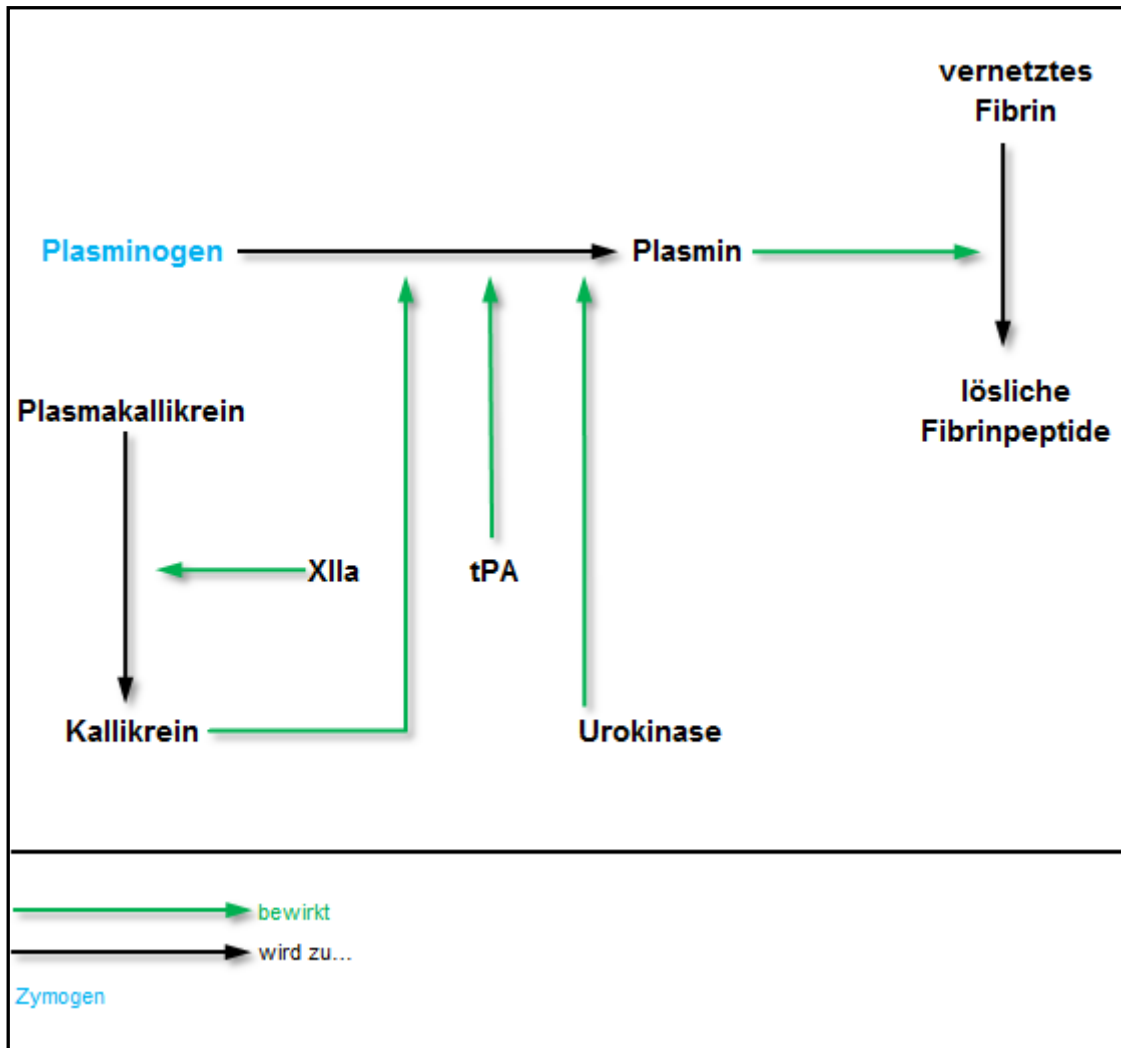 vernetztes
Fibrin
Plasminogen
Plasmin
lösliche
Fibrinpeptide
Plasmakallikrein
XIIa
tPA
Kallikrein
Urokinase
bewirkt
wird zu...
Zymogen